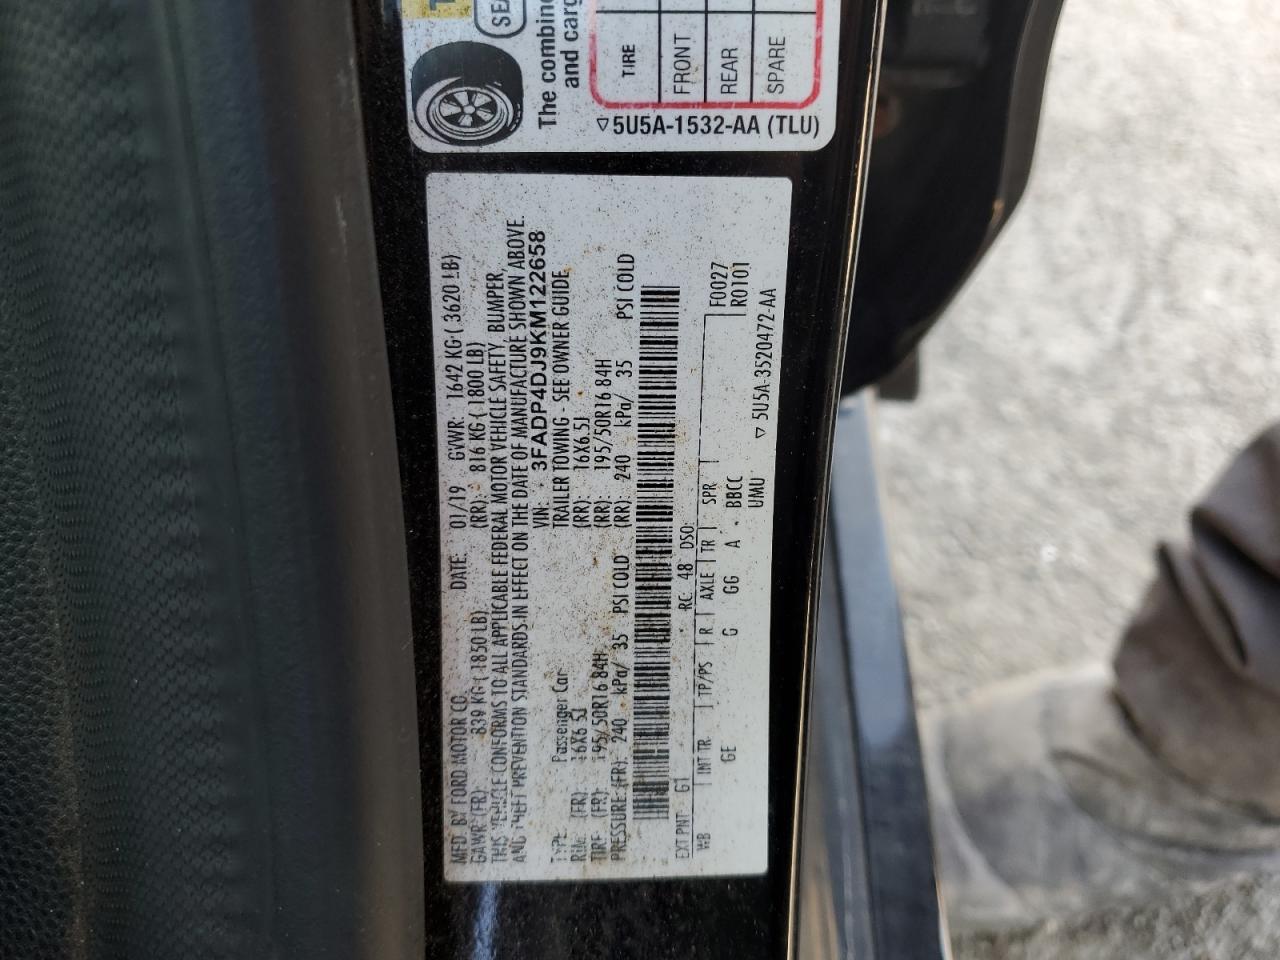 SEA
The combine
and carg
TIRE
FRONT
REAR
SPARE
▽5U5A-1532-AA (TLU)
MFD. BY FORD MOTOR CO. DATE: 01/19 GVWR: 1642 KG ( 3620 LB)
GAWR: (FR): 839 KG ( 1850 LB) (RR): 816 KG ( 1800 LB)
THIS VEHICLE CONFORMS TO ALL APPLICABLE FEDERAL MOTOR VEHICLE SAFETY, BUMPER,
AND THEFT PREVENTION STANDARDS IN EFFECT ON THE DATE OF MANUFACTURE SHOWN ABOVE.
VIN: 3FADP4DJ9KM122658
TYPE: Passenger Car TRAILER TOWING - SEE OWNER GUIDE
RIM: (FR): 16X6.5J (RR): 16X6.5J
TIRE: (FR): 195/50R16 84H (RR): 195/50R16 84H
PRESSURE: (FR): 240 kPa/ 35 PSI COLD (RR): 240 kPa/ 35 PSI COLD
EXT PNT: G1 RC: 48 DSO:
WB INT TR TP/PS R AXLE TR SPR F0027
GE G GG A BBCC R0101
UMU ▽ 5U5A-3520472-AA